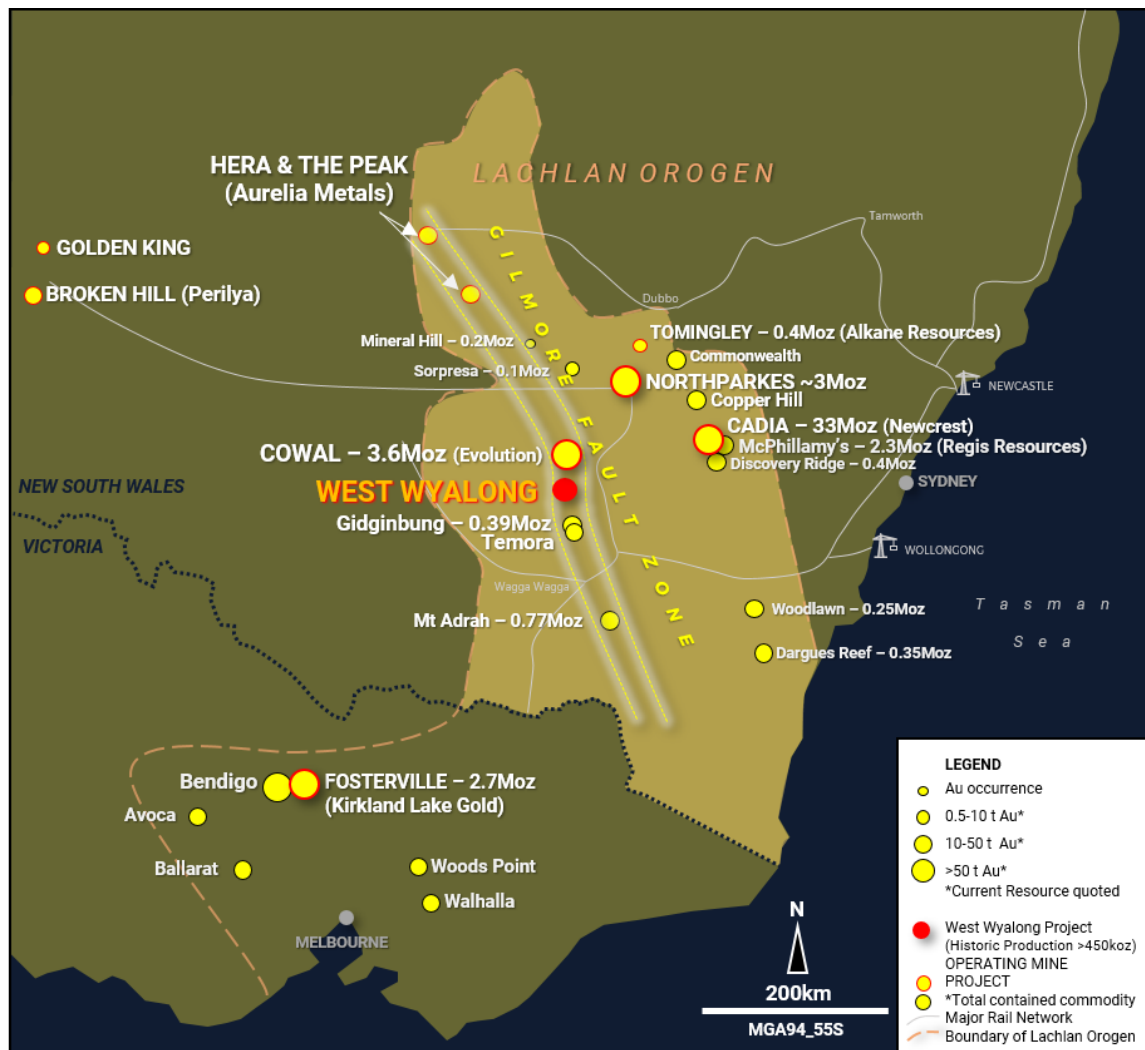 LACHLAN OROGEN
HERA & THE PEAK
(Aurelia Metals)
Tamworth
GILMORE FAULT ZONE
GOLDEN KING
BROKEN HILL (Perilya)
Dubbo
TOMINGLEY – 0.4Moz (Alkane Resources)
Mineral Hill – 0.2Moz
Commonwealth
Sorpresa – 0.1Moz
NORTHPARKES ~3Moz
NEWCASTLE
Copper Hill
CADIA – 33Moz (Newcrest)
McPhillamy's – 2.3Moz (Regis Resources)
COWAL – 3.6Moz (Evolution)
Discovery Ridge – 0.4Moz
NEW SOUTH WALES
WEST WYALONG
SYDNEY
Gidginbung – 0.39Moz
VICTORIA
Temora
WOLLONGONG
Wagga Wagga
Woodlawn – 0.25Moz
Tasman
Sea
Mt Adrah – 0.77Moz
Dargues Reef – 0.35Moz
Bendigo
FOSTERVILLE – 2.7Moz
(Kirkland Lake Gold)
Avoca
Ballarat
Woods Point
Walhalla
MELBOURNE
N
200km
MGA94_55S
LEGEND
Au occurrence
0.5-10 t Au*
10-50 t Au*
>50 t Au*
*Current Resource quoted
West Wyalong Project
(Historic Production >450koz)
OPERATING MINE
PROJECT
*Total contained commodity
Major Rail Network
Boundary of Lachlan Orogen